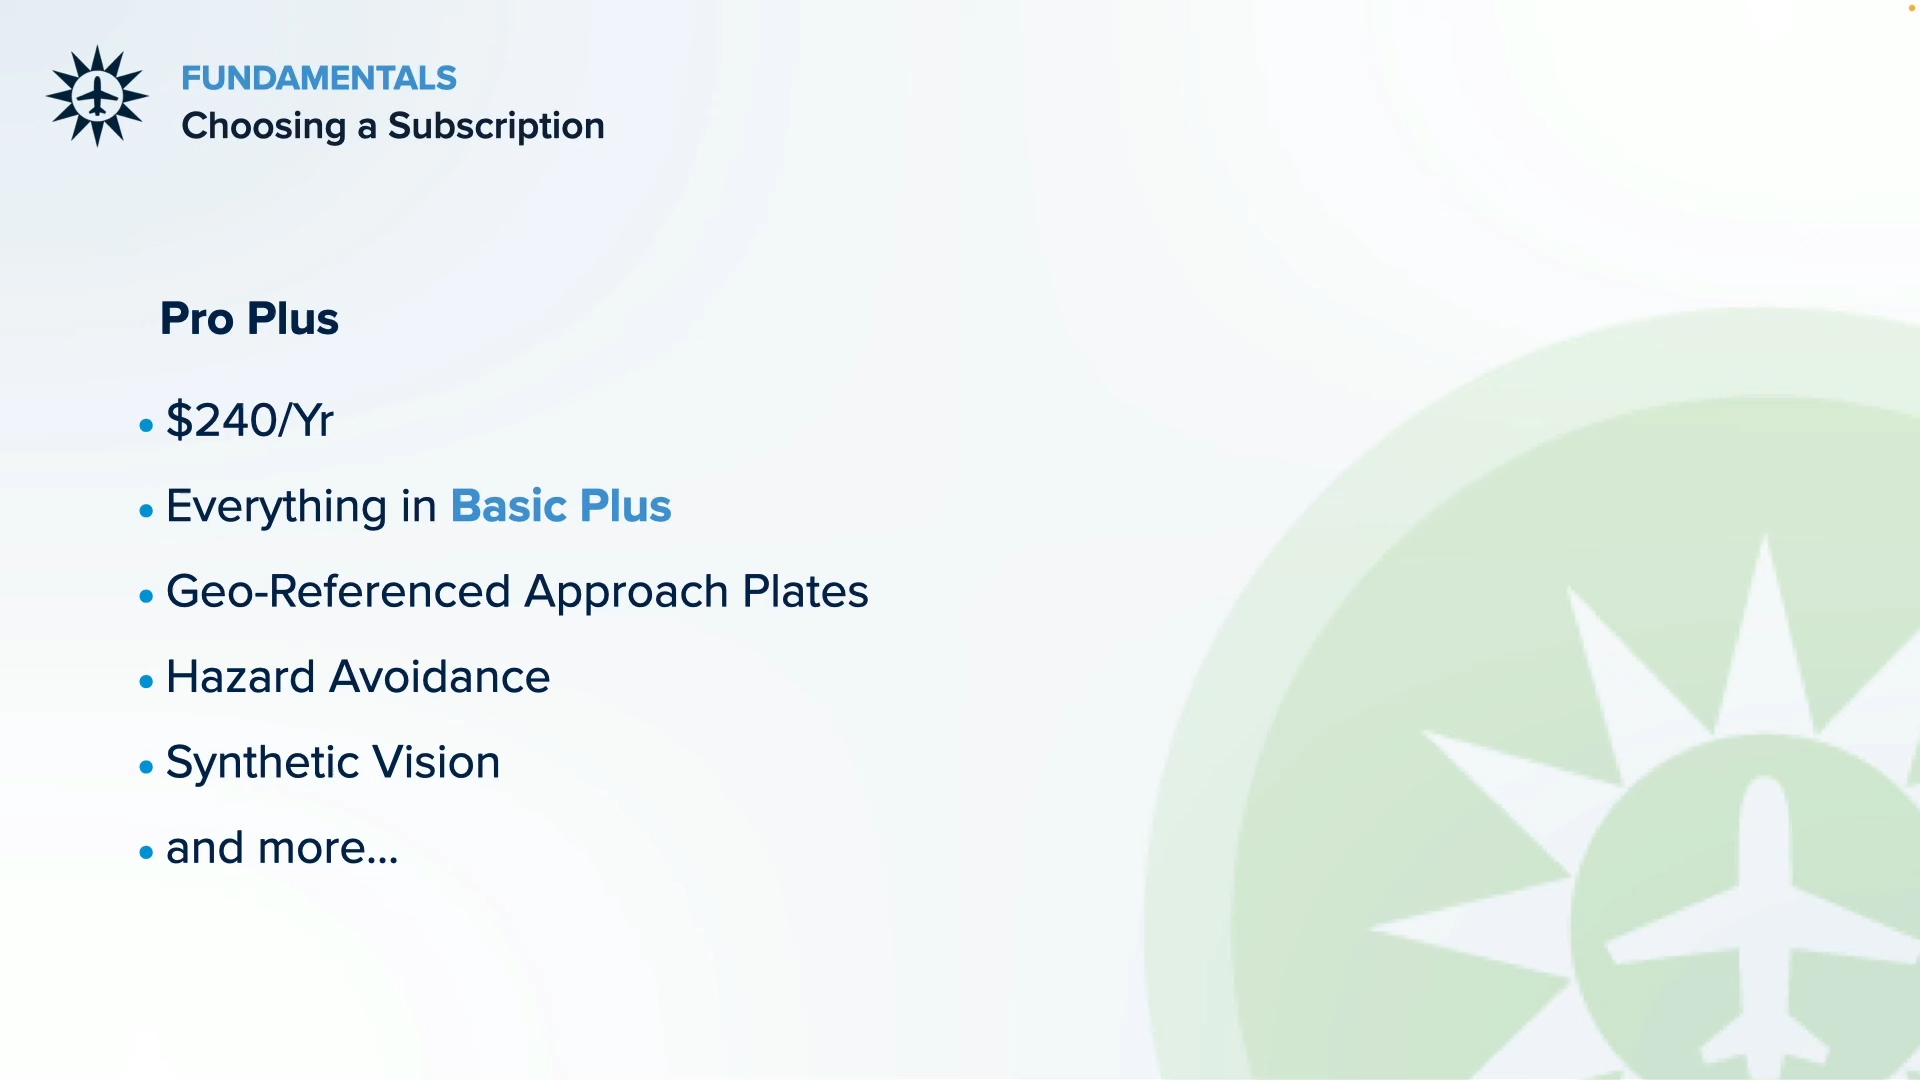 FUNDAMENTALS
Choosing a Subscription
Pro Plus
• $240/Yr
• Everything in Basic Plus
• Geo-Referenced Approach Plates
• Hazard Avoidance
• Synthetic Vision
• and more...